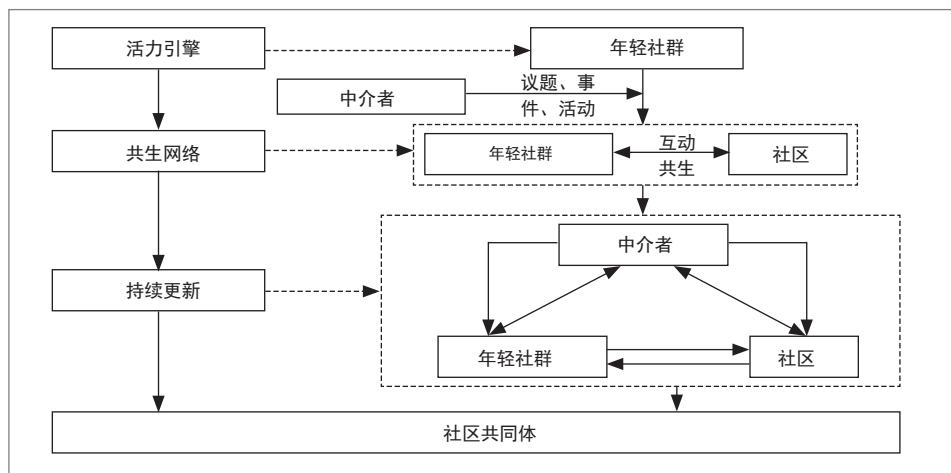 活力引擎
年轻社群
中介者
议题、事
件、活动
共生网络
年轻社群
互动
共生
社区
中介者
持续更新
年轻社群
社区
社区共同体